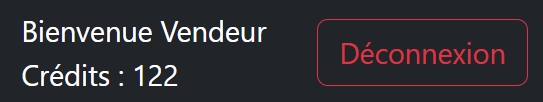 Bienvenue Vendeur
Crédits : 122
Déconnexion